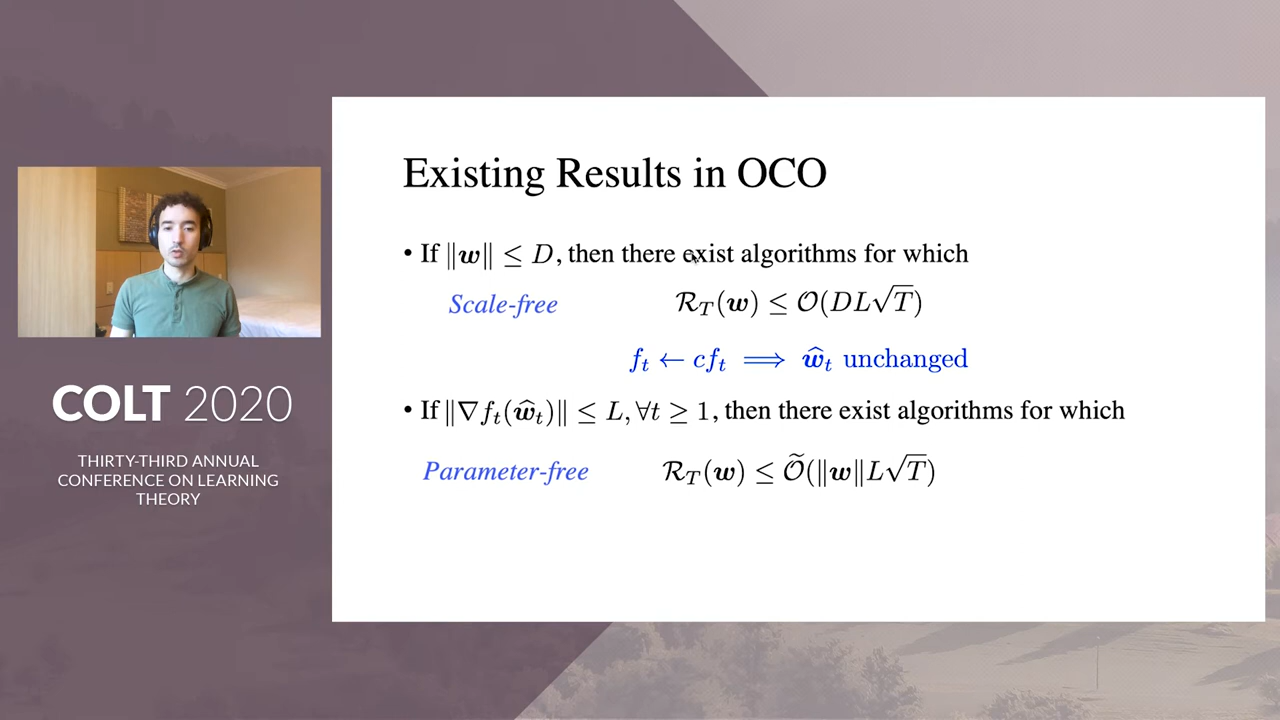 COLT 2020
THIRTY-THIRD ANNUAL
CONFERENCE ON LEARNING
THEORY
Existing Results in OCO
• If ‖w‖ ≤ D, then there exist algorithms for which
Scale-free R_T(w) ≤ O(DL√T)
f_t ← cf_t ⟹ ŵ_t unchanged
• If ‖∇f_t(ŵ_t)‖ ≤ L, ∀t ≥ 1, then there exist algorithms for which
Parameter-free R_T(w) ≤ Õ(‖w‖L√T)